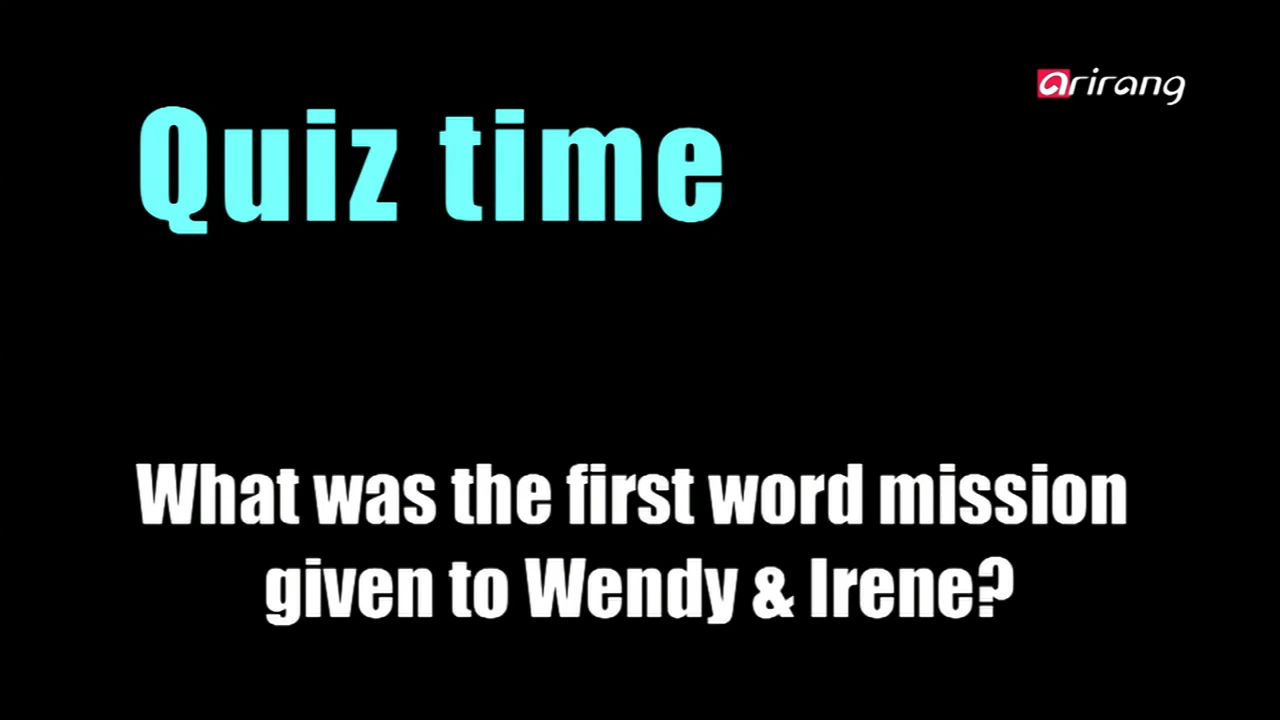 arirang
Quiz time
What was the first word mission
given to Wendy & Irene?